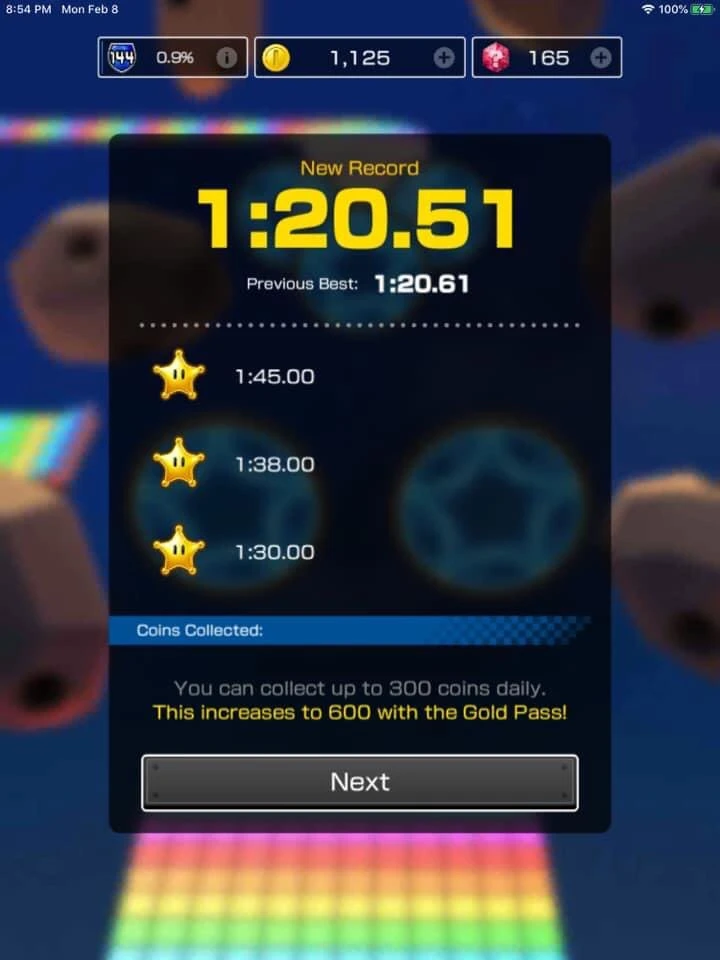 8:54 PM Mon Feb 8 100%
144 0.9% i 1,125 165
New Record
1:20.51
Previous Best: 1:20.61
1:45.00
1:38.00
1:30.00
Coins Collected:
You can collect up to 300 coins daily.
This increases to 600 with the Gold Pass!
Next